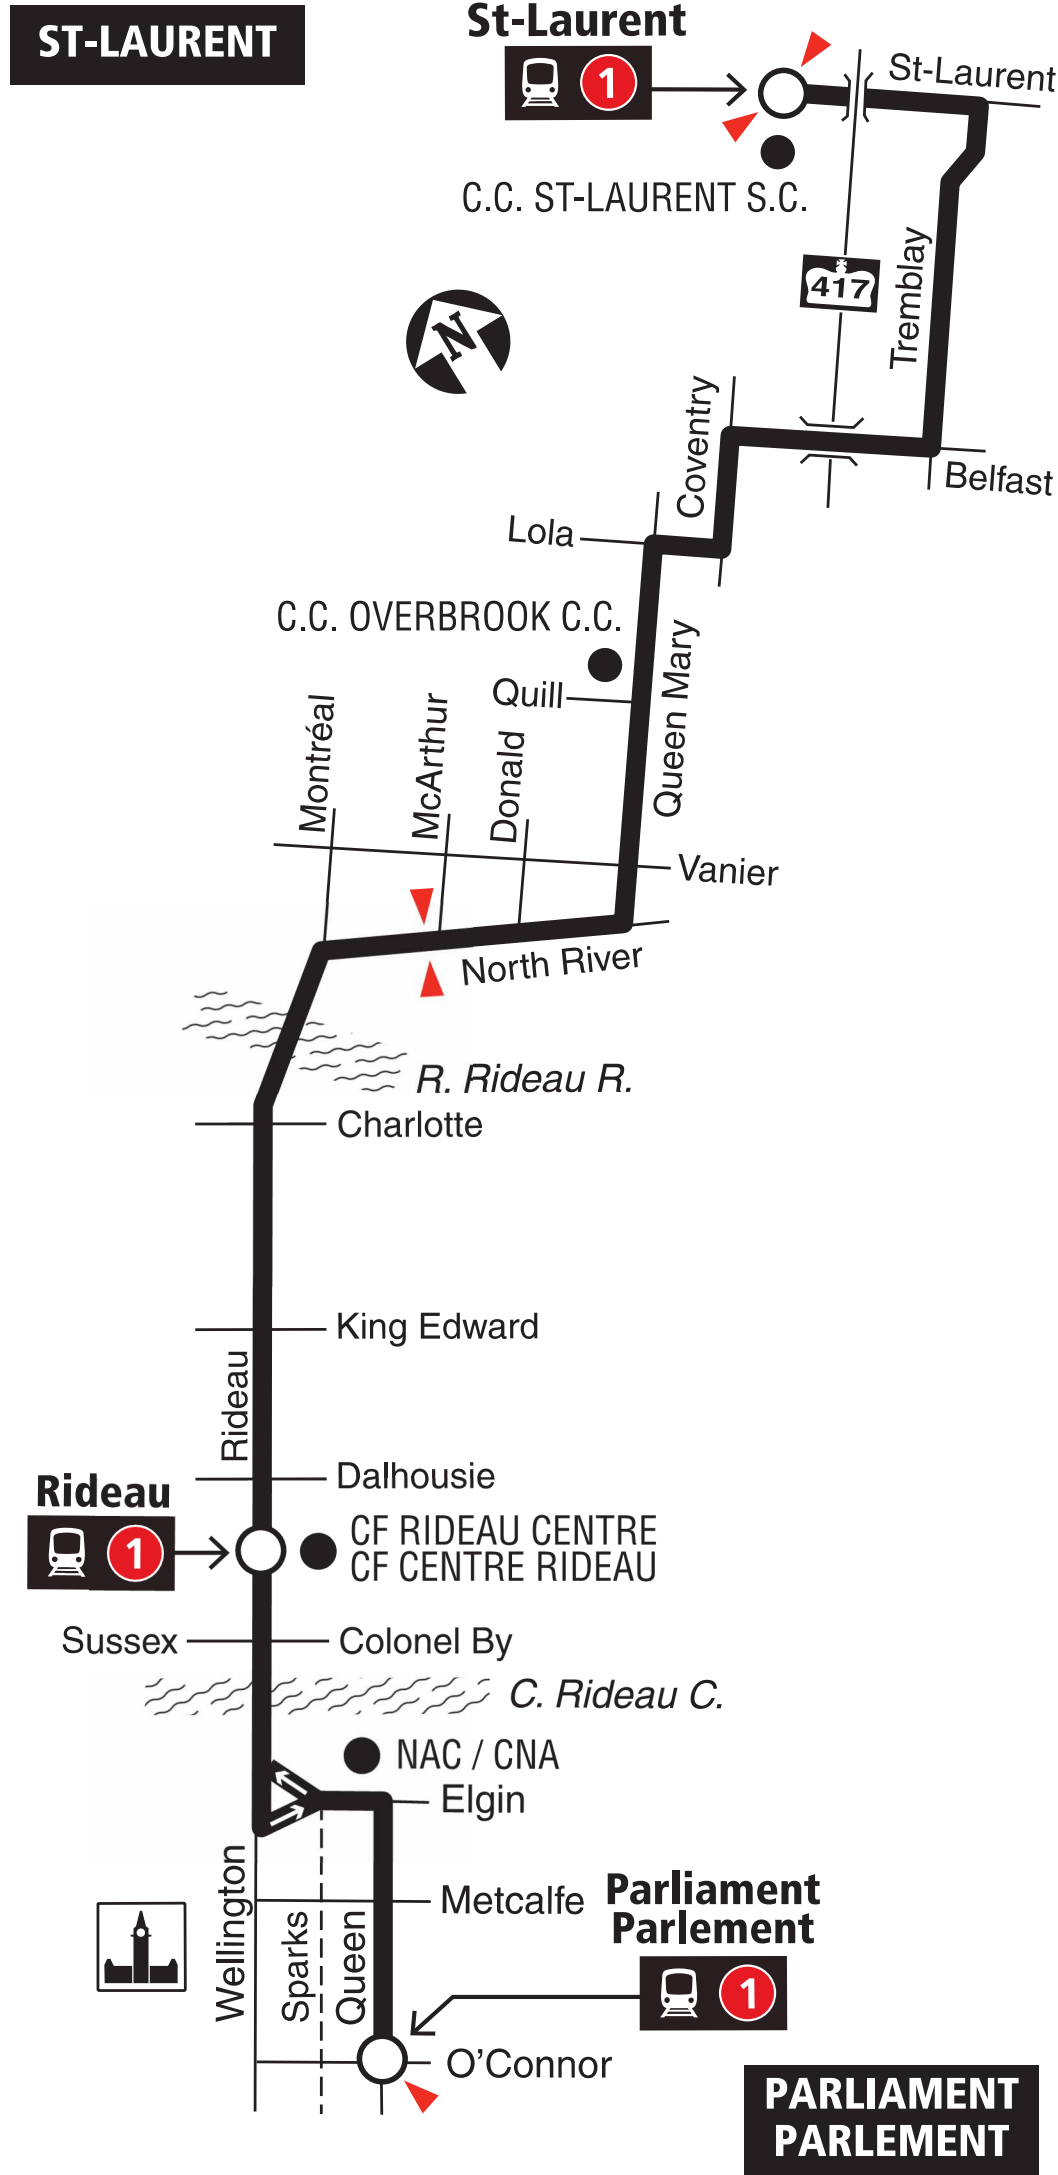 ST-LAURENT
St-Laurent
1
St-Laurent
C.C. ST-LAURENT S.C.
Tremblay
417
N
Coventry
Belfast
Lola
C.C. OVERBROOK C.C.
Queen Mary
Quill
Montréal
McArthur
Donald
Vanier
North River
R. Rideau R.
Charlotte
King Edward
Rideau
Dalhousie
Rideau
1
CF RIDEAU CENTRE
CF CENTRE RIDEAU
Sussex
Colonel By
C. Rideau C.
NAC / CNA
Elgin
Wellington
Sparks
Queen
Metcalfe
Parliament
Parlement
1
O'Connor
PARLIAMENT
PARLEMENT